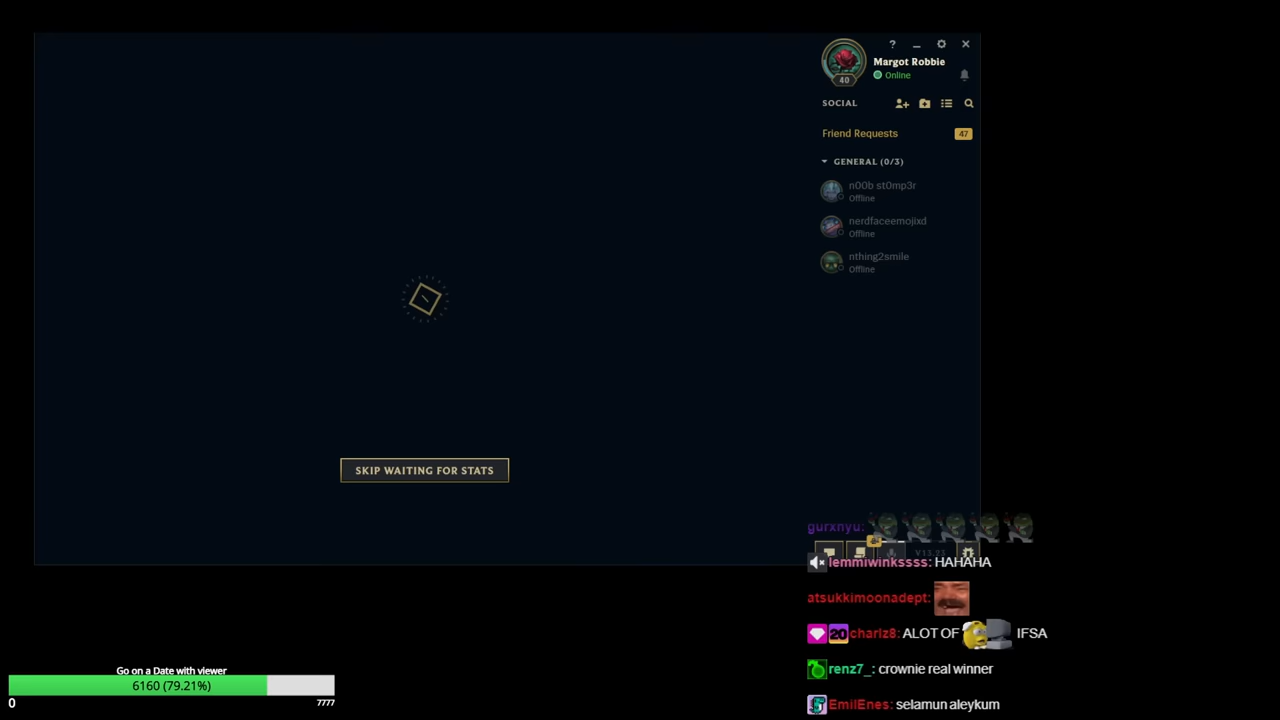 ?
Margot Robbie
Online
40
SOCIAL
Friend Requests
47
GENERAL (0/3)
n00b st0mp3r
Offline
nerdfaceemojixd
Offline
nthing2smile
Offline
SKIP WAITING FOR STATS
gurxnyu:
lemmiwinkssss: HAHAHA
atsukkimoonadept:
20 charlz8: ALOT OF IFSA
renz7_: crownie real winner
EmilEnes: selamun aleykum
Go on a Date with viewer
6160 (79.21%)
0
7777